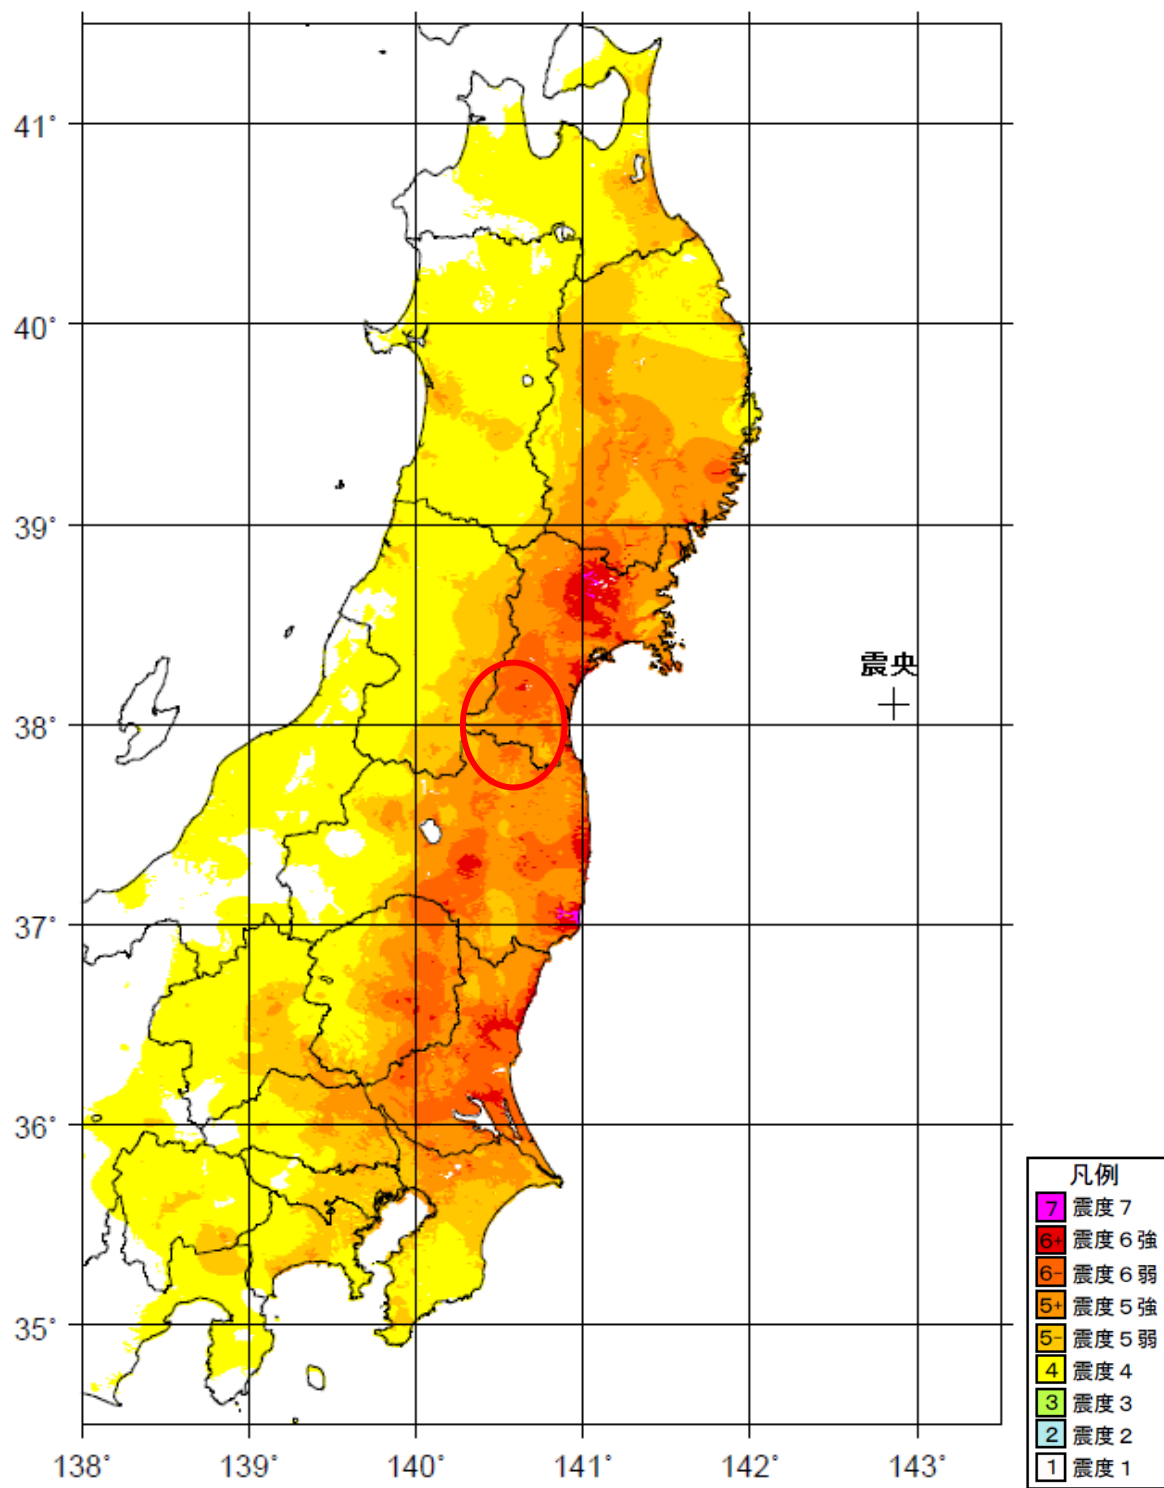 41°
40°
39°
震央
38°
37°
36°
35°
138°
139°
140°
141°
142°
143°
凡例
7 震度７
6+ 震度６強
6- 震度６弱
5+ 震度５強
5- 震度５弱
4 震度４
3 震度３
2 震度２
1 震度１